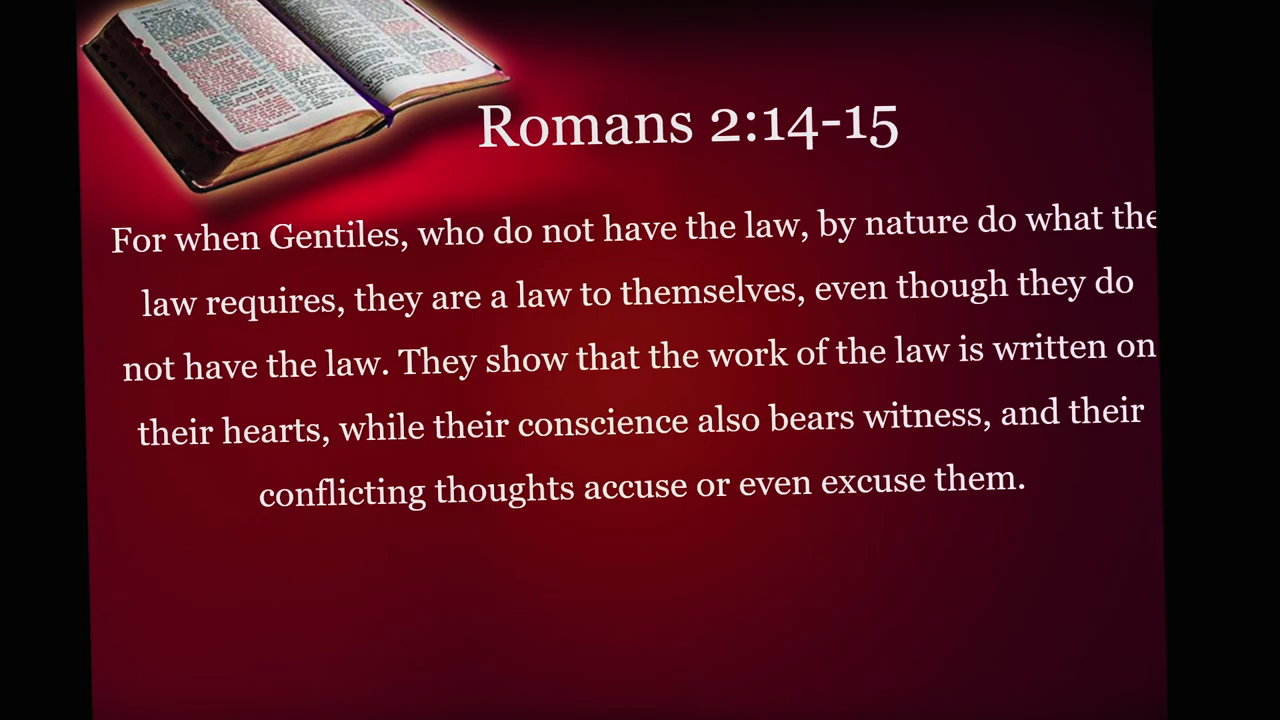 Romans 2:14-15
For when Gentiles, who do not have the law, by nature do what the
law requires, they are a law to themselves, even though they do
not have the law. They show that the work of the law is written on
their hearts, while their conscience also bears witness, and their
conflicting thoughts accuse or even excuse them.